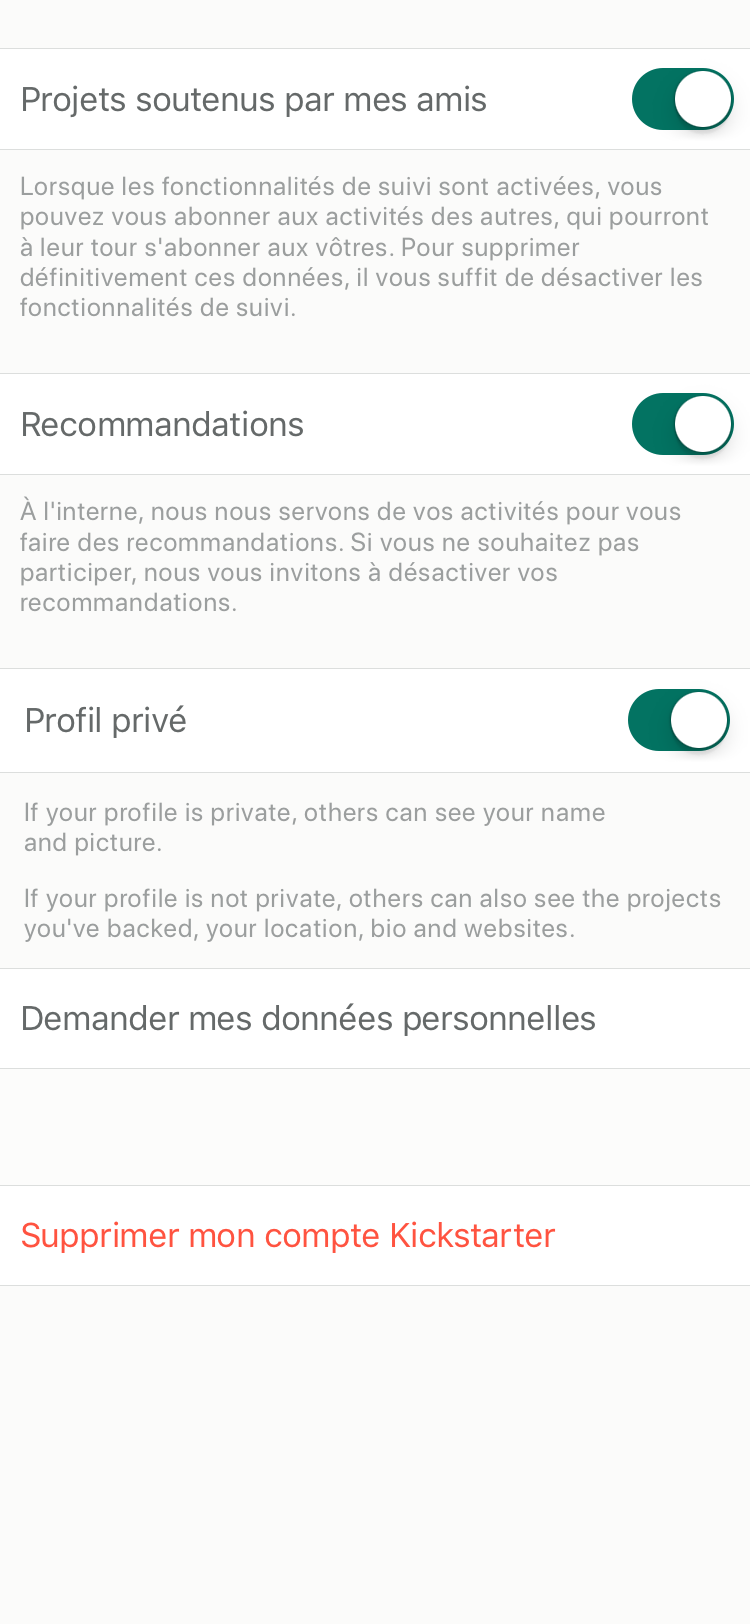 Projets soutenus par mes amis
Lorsque les fonctionnalités de suivi sont activées, vous
pouvez vous abonner aux activités des autres, qui pourront
à leur tour s'abonner aux vôtres. Pour supprimer
définitivement ces données, il vous suffit de désactiver les
fonctionnalités de suivi.
Recommandations
À l'interne, nous nous servons de vos activités pour vous
faire des recommandations. Si vous ne souhaitez pas
participer, nous vous invitons à désactiver vos
recommandations.
Profil privé
If your profile is private, others can see your name
and picture.
If your profile is not private, others can also see the projects
you've backed, your location, bio and websites.
Demander mes données personnelles
Supprimer mon compte Kickstarter